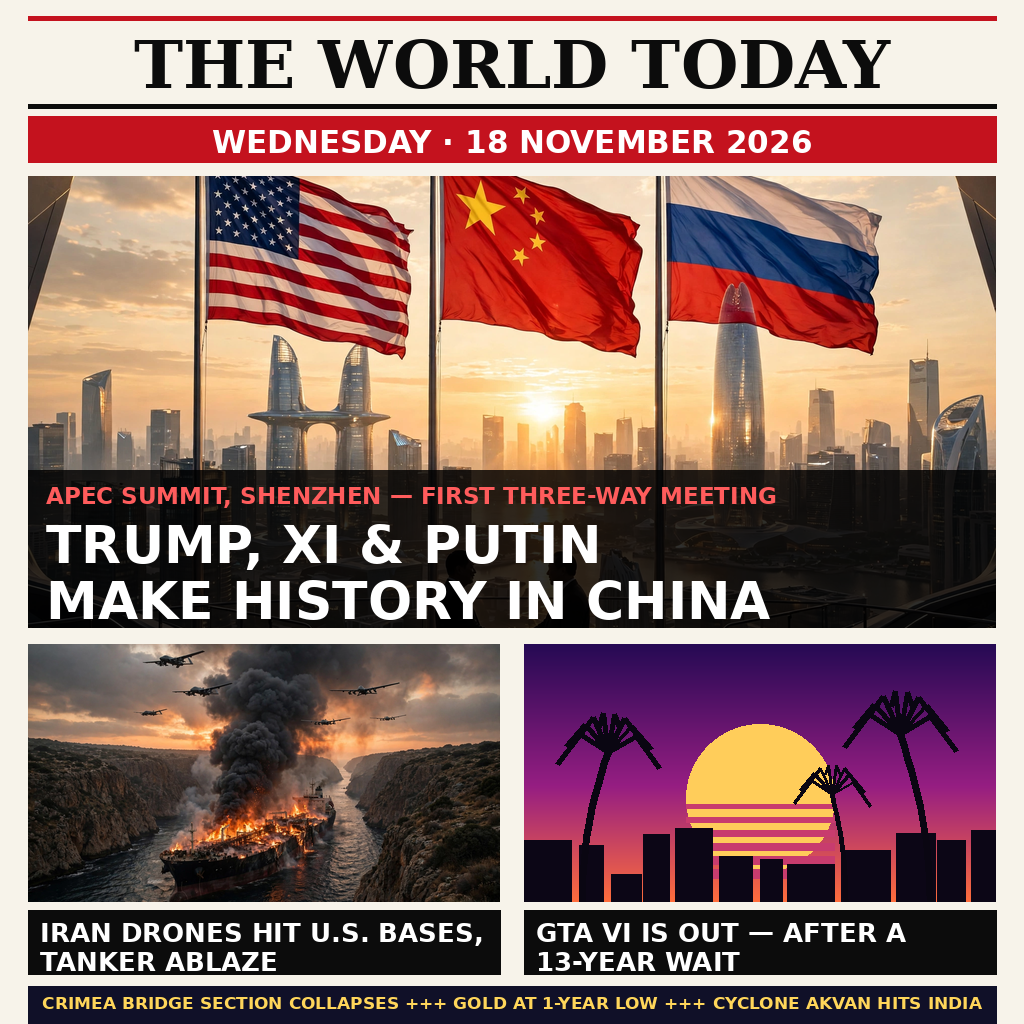 THE WORLD TODAY
WEDNESDAY · 18 NOVEMBER 2026
APEC SUMMIT, SHENZHEN — FIRST THREE-WAY MEETING
TRUMP, XI & PUTIN
MAKE HISTORY IN CHINA
IRAN DRONES HIT U.S. BASES,
TANKER ABLAZE
GTA VI IS OUT — AFTER A
13-YEAR WAIT
CRIMEA BRIDGE SECTION COLLAPSES +++ GOLD AT 1-YEAR LOW +++ CYCLONE AKVAN HITS INDIA